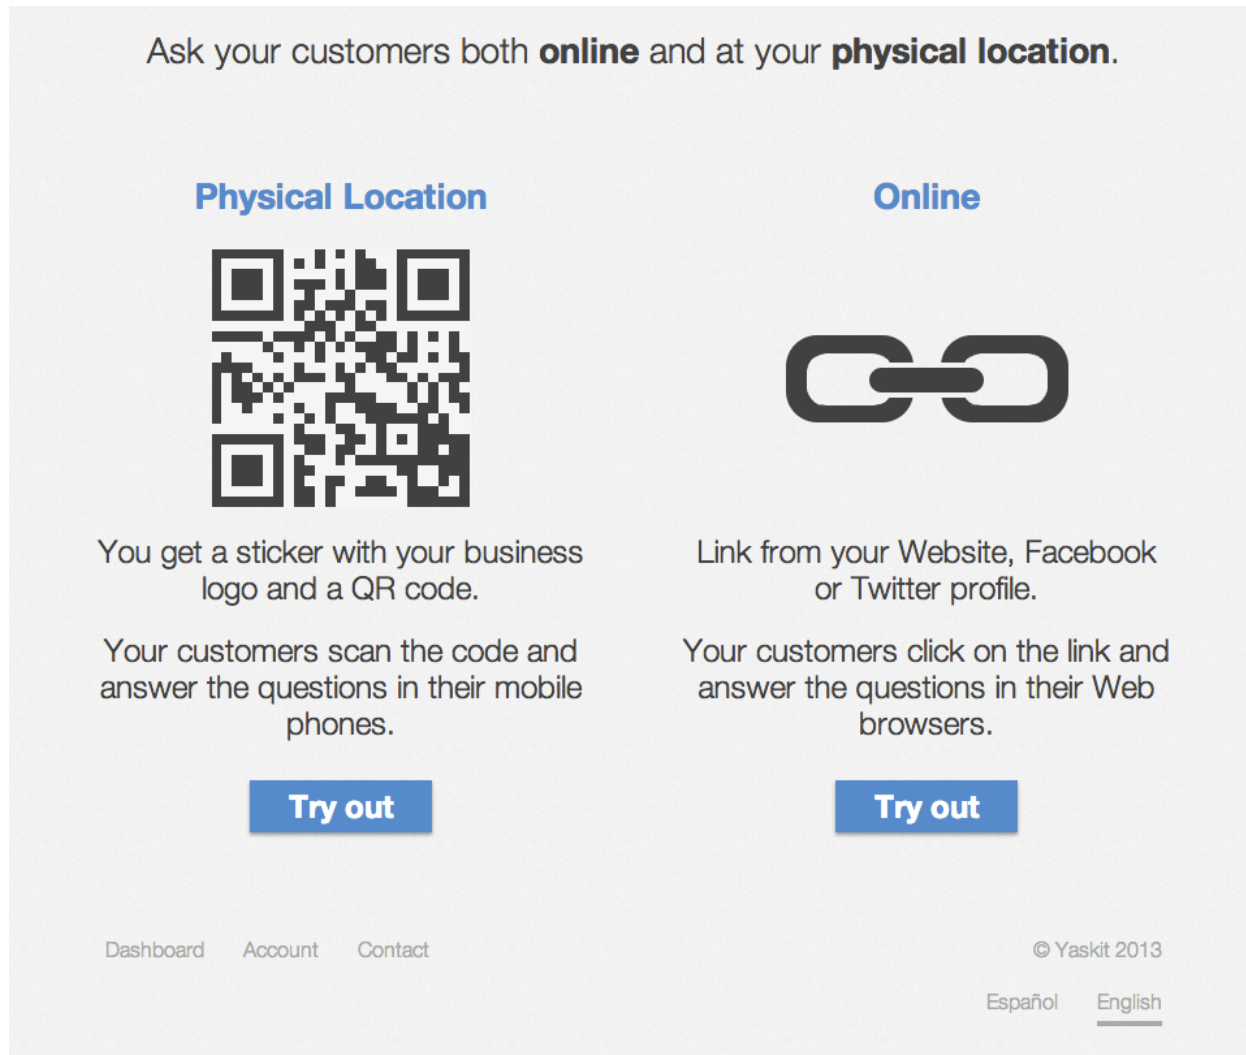 Ask your customers both online and at your physical location.
Physical Location
You get a sticker with your business
logo and a QR code.
Your customers scan the code and
answer the questions in their mobile
phones.
Try out
Online
Link from your Website, Facebook
or Twitter profile.
Your customers click on the link and
answer the questions in their Web
browsers.
Try out
Dashboard Account Contact
© Yaskit 2013
Español English